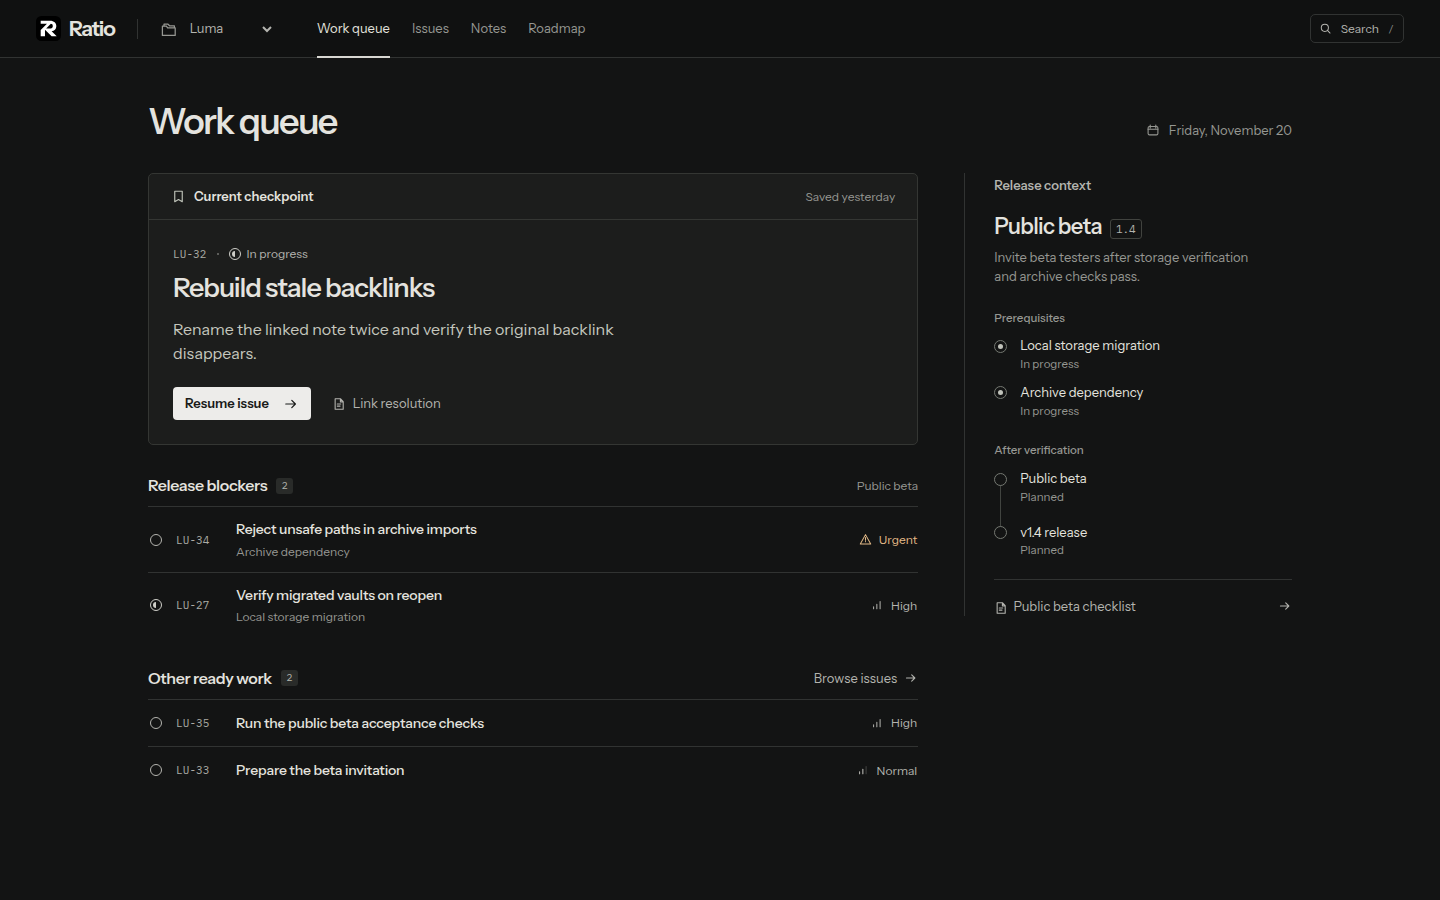 Ratio
Luma
Work queue
Issues
Notes
Roadmap
Search /
Work queue
Friday, November 20
Current checkpoint
Saved yesterday
LU-32 · In progress
Rebuild stale backlinks
Rename the linked note twice and verify the original backlink
disappears.
Resume issue
Link resolution
Release blockers 2
Public beta
LU-34
Reject unsafe paths in archive imports
Archive dependency
Urgent
LU-27
Verify migrated vaults on reopen
Local storage migration
High
Other ready work 2
Browse issues
LU-35
Run the public beta acceptance checks
High
LU-33
Prepare the beta invitation
Normal
Release context
Public beta 1.4
Invite beta testers after storage verification
and archive checks pass.
Prerequisites
Local storage migration
In progress
Archive dependency
In progress
After verification
Public beta
Planned
v1.4 release
Planned
Public beta checklist